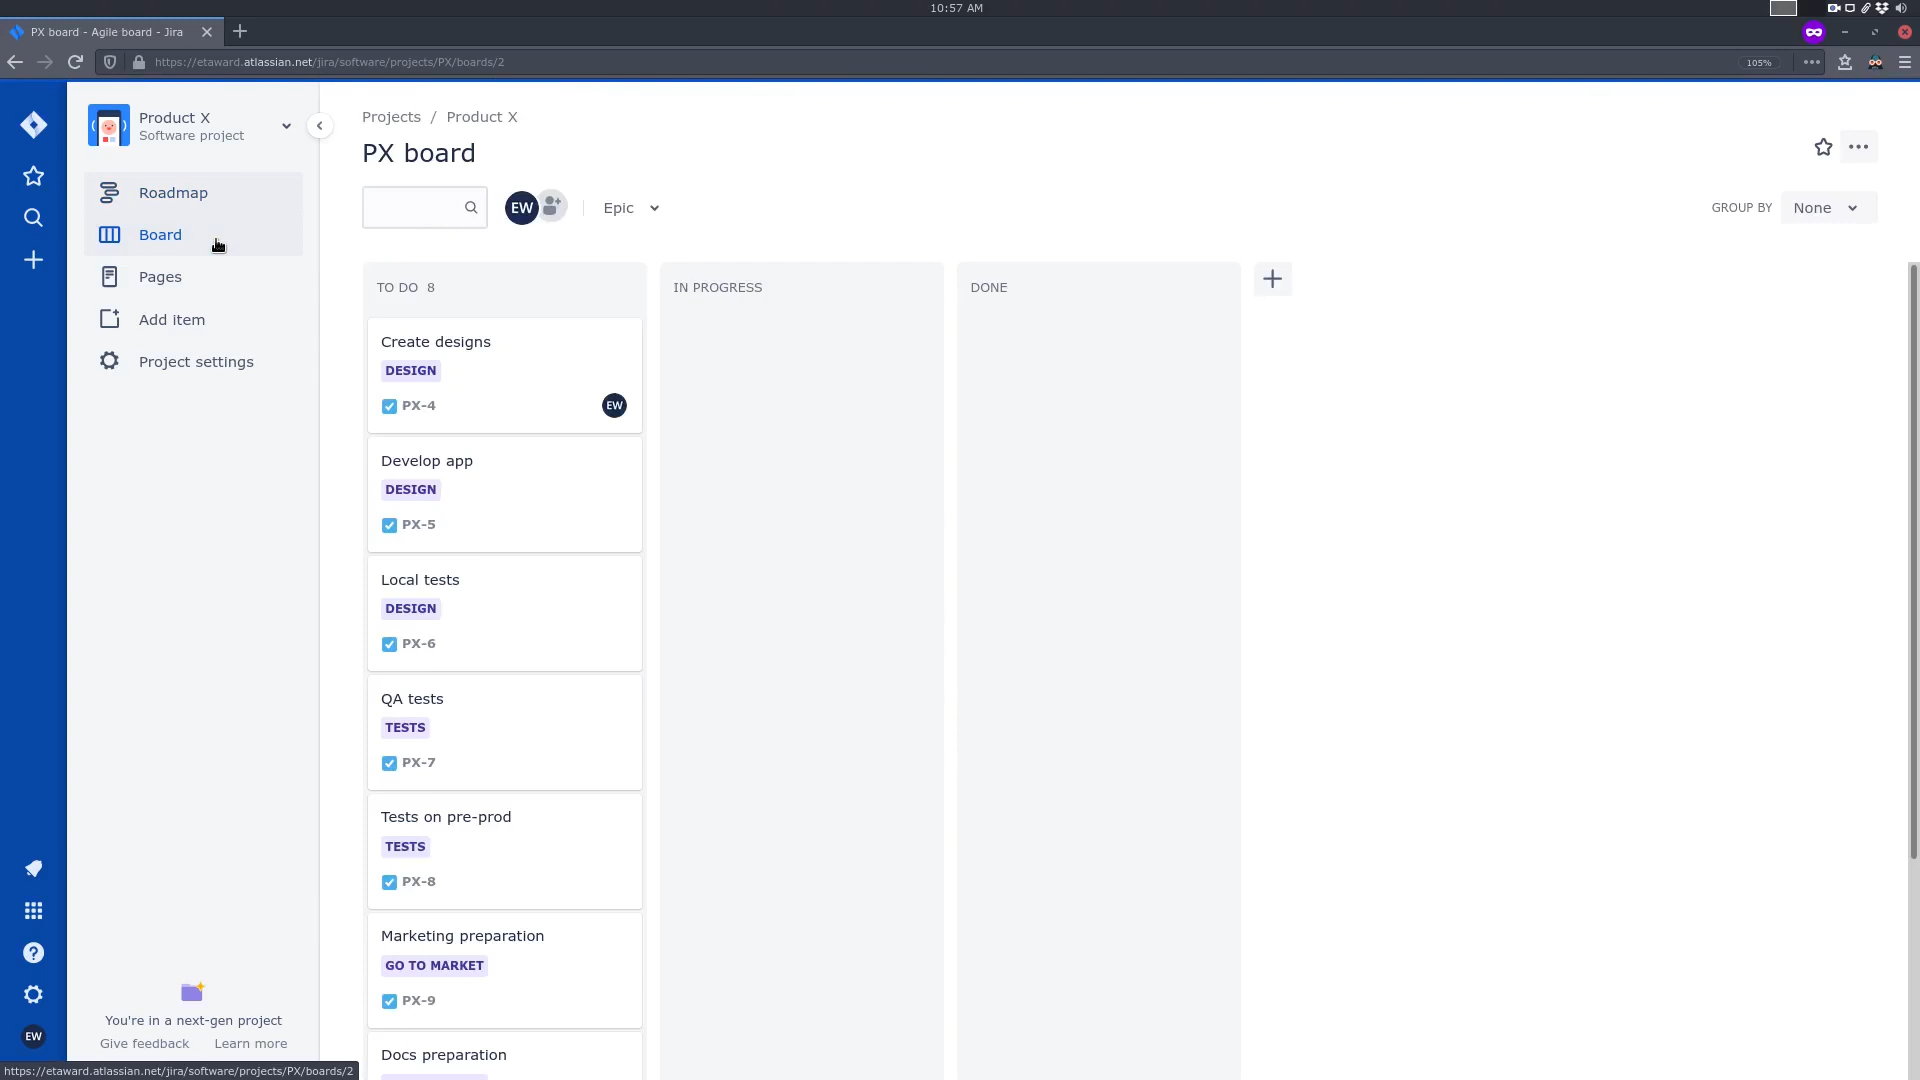 10:57 AM
PX board - Agile board - Jira
https://etaward.atlassian.net/jira/software/projects/PX/boards/2
105%
Product X
Software project
Roadmap
Board
Pages
Add item
Project settings
Projects / Product X
PX board
EW
Epic
GROUP BY
None
TO DO 8
IN PROGRESS
DONE
Create designs
DESIGN
PX-4
EW
Develop app
DESIGN
PX-5
Local tests
DESIGN
PX-6
QA tests
TESTS
PX-7
Tests on pre-prod
TESTS
PX-8
Marketing preparation
GO TO MARKET
PX-9
Docs preparation
You're in a next-gen project
Give feedback Learn more
EW
https://etaward.atlassian.net/jira/software/projects/PX/boards/2